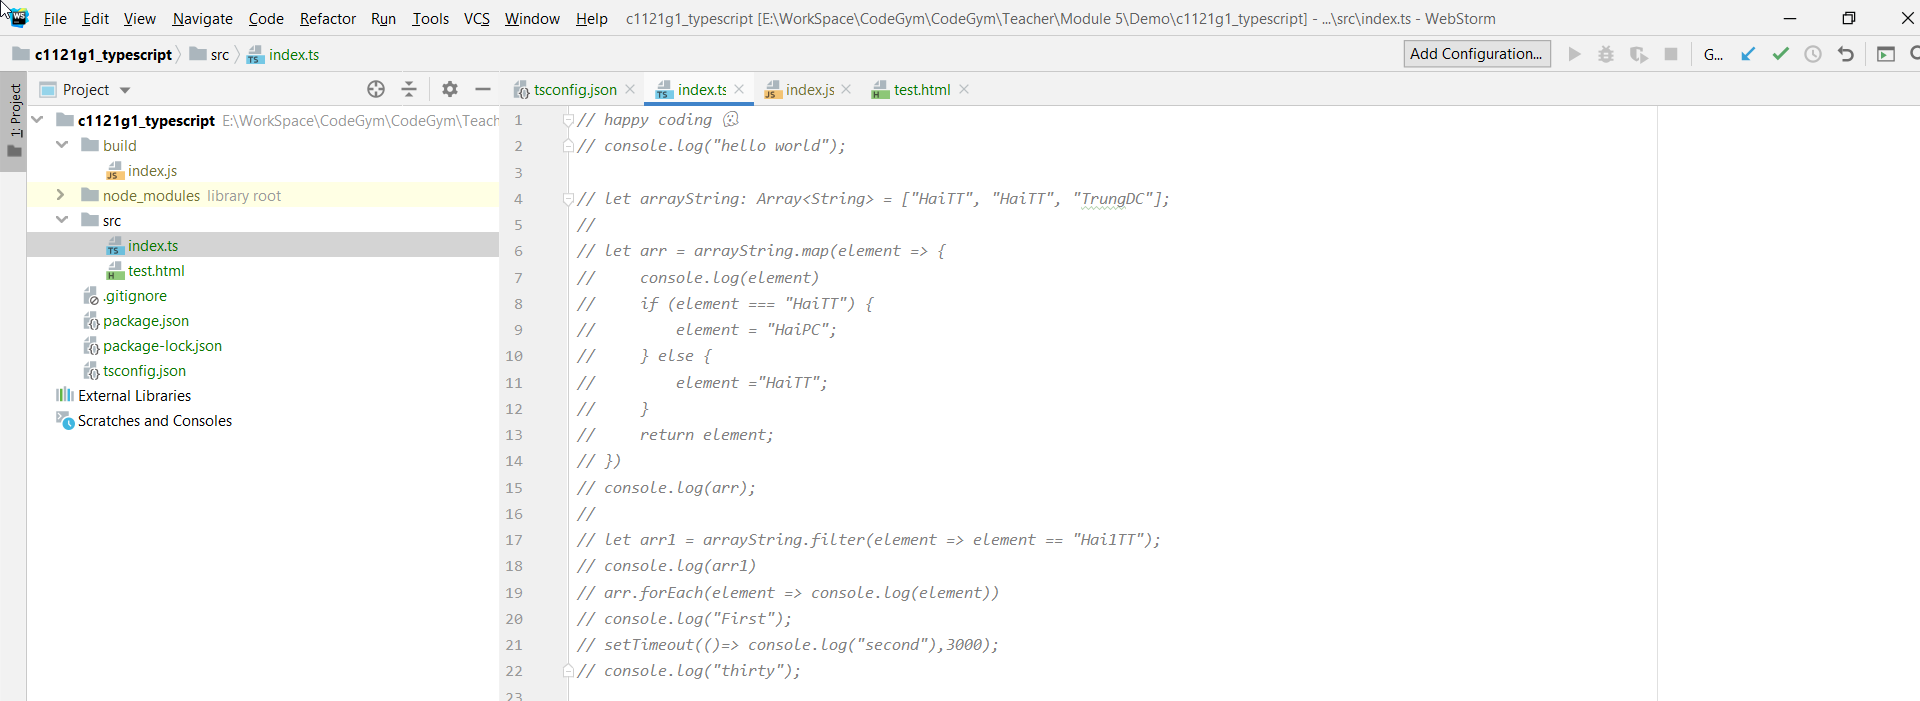 File Edit View Navigate Code Refactor Run Tools VCS Window Help c1121g1_typescript [E:\WorkSpace\CodeGym\CodeGym\Teacher\Module 5\Demo\c1121g1_typescript] - ...\src\index.ts - WebStorm
c1121g1_typescript src index.ts Add Configuration... G...
1: Project
Project
c1121g1_typescript E:\WorkSpace\CodeGym\CodeGym\Teach
build
index.js
node_modules library root
src
index.ts
test.html
.gitignore
package.json
package-lock.json
tsconfig.json
External Libraries
Scratches and Consoles
tsconfig.json index.ts index.js test.html
1 // happy coding
2 // console.log("hello world");
3
4 // let arrayString: Array<String> = ["HaiTT", "HaiTT", "TrungDC"];
5 //
6 // let arr = arrayString.map(element => {
7 //     console.log(element)
8 //     if (element === "HaiTT") {
9 //         element = "HaiPC";
10 //     } else {
11 //         element ="HaiTT";
12 //     }
13 //     return element;
14 // })
15 // console.log(arr);
16 //
17 // let arr1 = arrayString.filter(element => element == "Hai1TT");
18 // console.log(arr1)
19 // arr.forEach(element => console.log(element))
20 // console.log("First");
21 // setTimeout(()=> console.log("second"),3000);
22 // console.log("thirty");
23